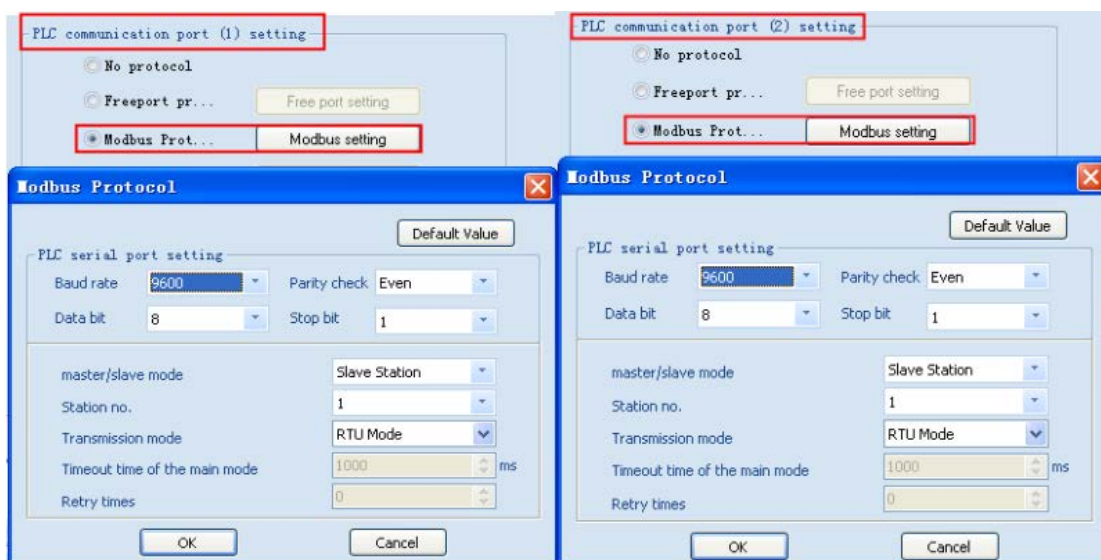 PLC communication port (1) setting
No protocol
Freeport pr...
Free port setting
Modbus Prot...
Modbus setting
Modbus Protocol
Default Value
PLC serial port setting
Baud rate 9600 Parity check Even
Data bit 8 Stop bit 1
master/slave mode Slave Station
Station no. 1
Transmission mode RTU Mode
Timeout time of the main mode 1000 ms
Retry times 0
OK Cancel
PLC communication port (2) setting
No protocol
Freeport pr...
Free port setting
Modbus Prot...
Modbus setting
Modbus Protocol
Default Value
PLC serial port setting
Baud rate 9600 Parity check Even
Data bit 8 Stop bit 1
master/slave mode Slave Station
Station no. 1
Transmission mode RTU Mode
Timeout time of the main mode 1000 ms
Retry times 0
OK Cancel